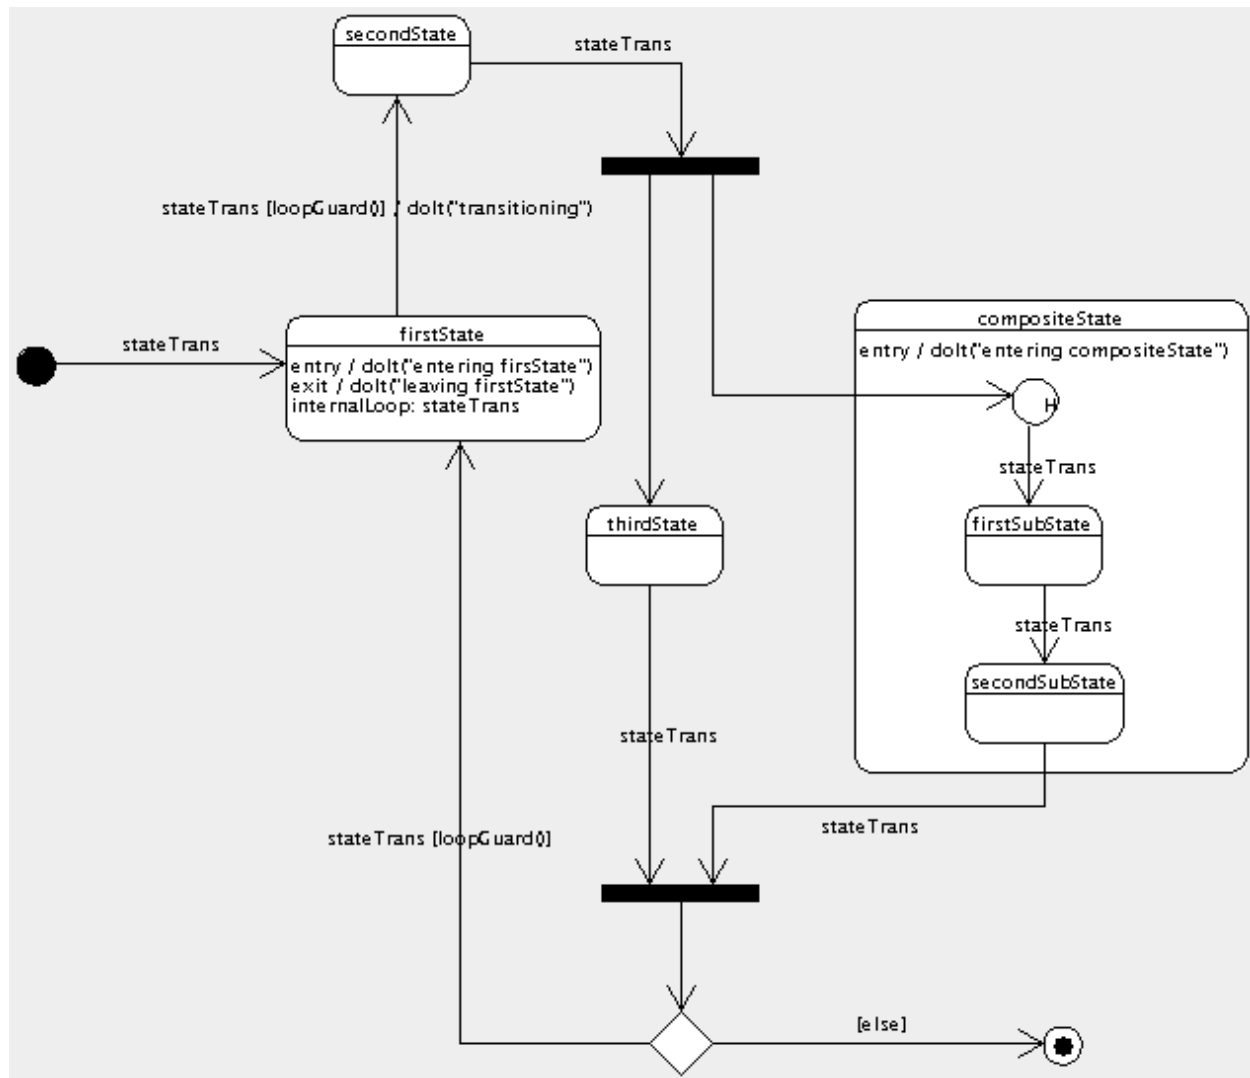 secondState
stateTrans
stateTrans [loopGuard()] / doIt("transitioning")
stateTrans
firstState
entry / doIt("entering firsState")
exit / doIt("leaving firstState")
internalLoop: stateTrans
compositeState
entry / doIt("entering compositeState")
H
stateTrans
thirdState
firstSubState
stateTrans
secondSubState
stateTrans
stateTrans
stateTrans [loopGuard()]
[else]